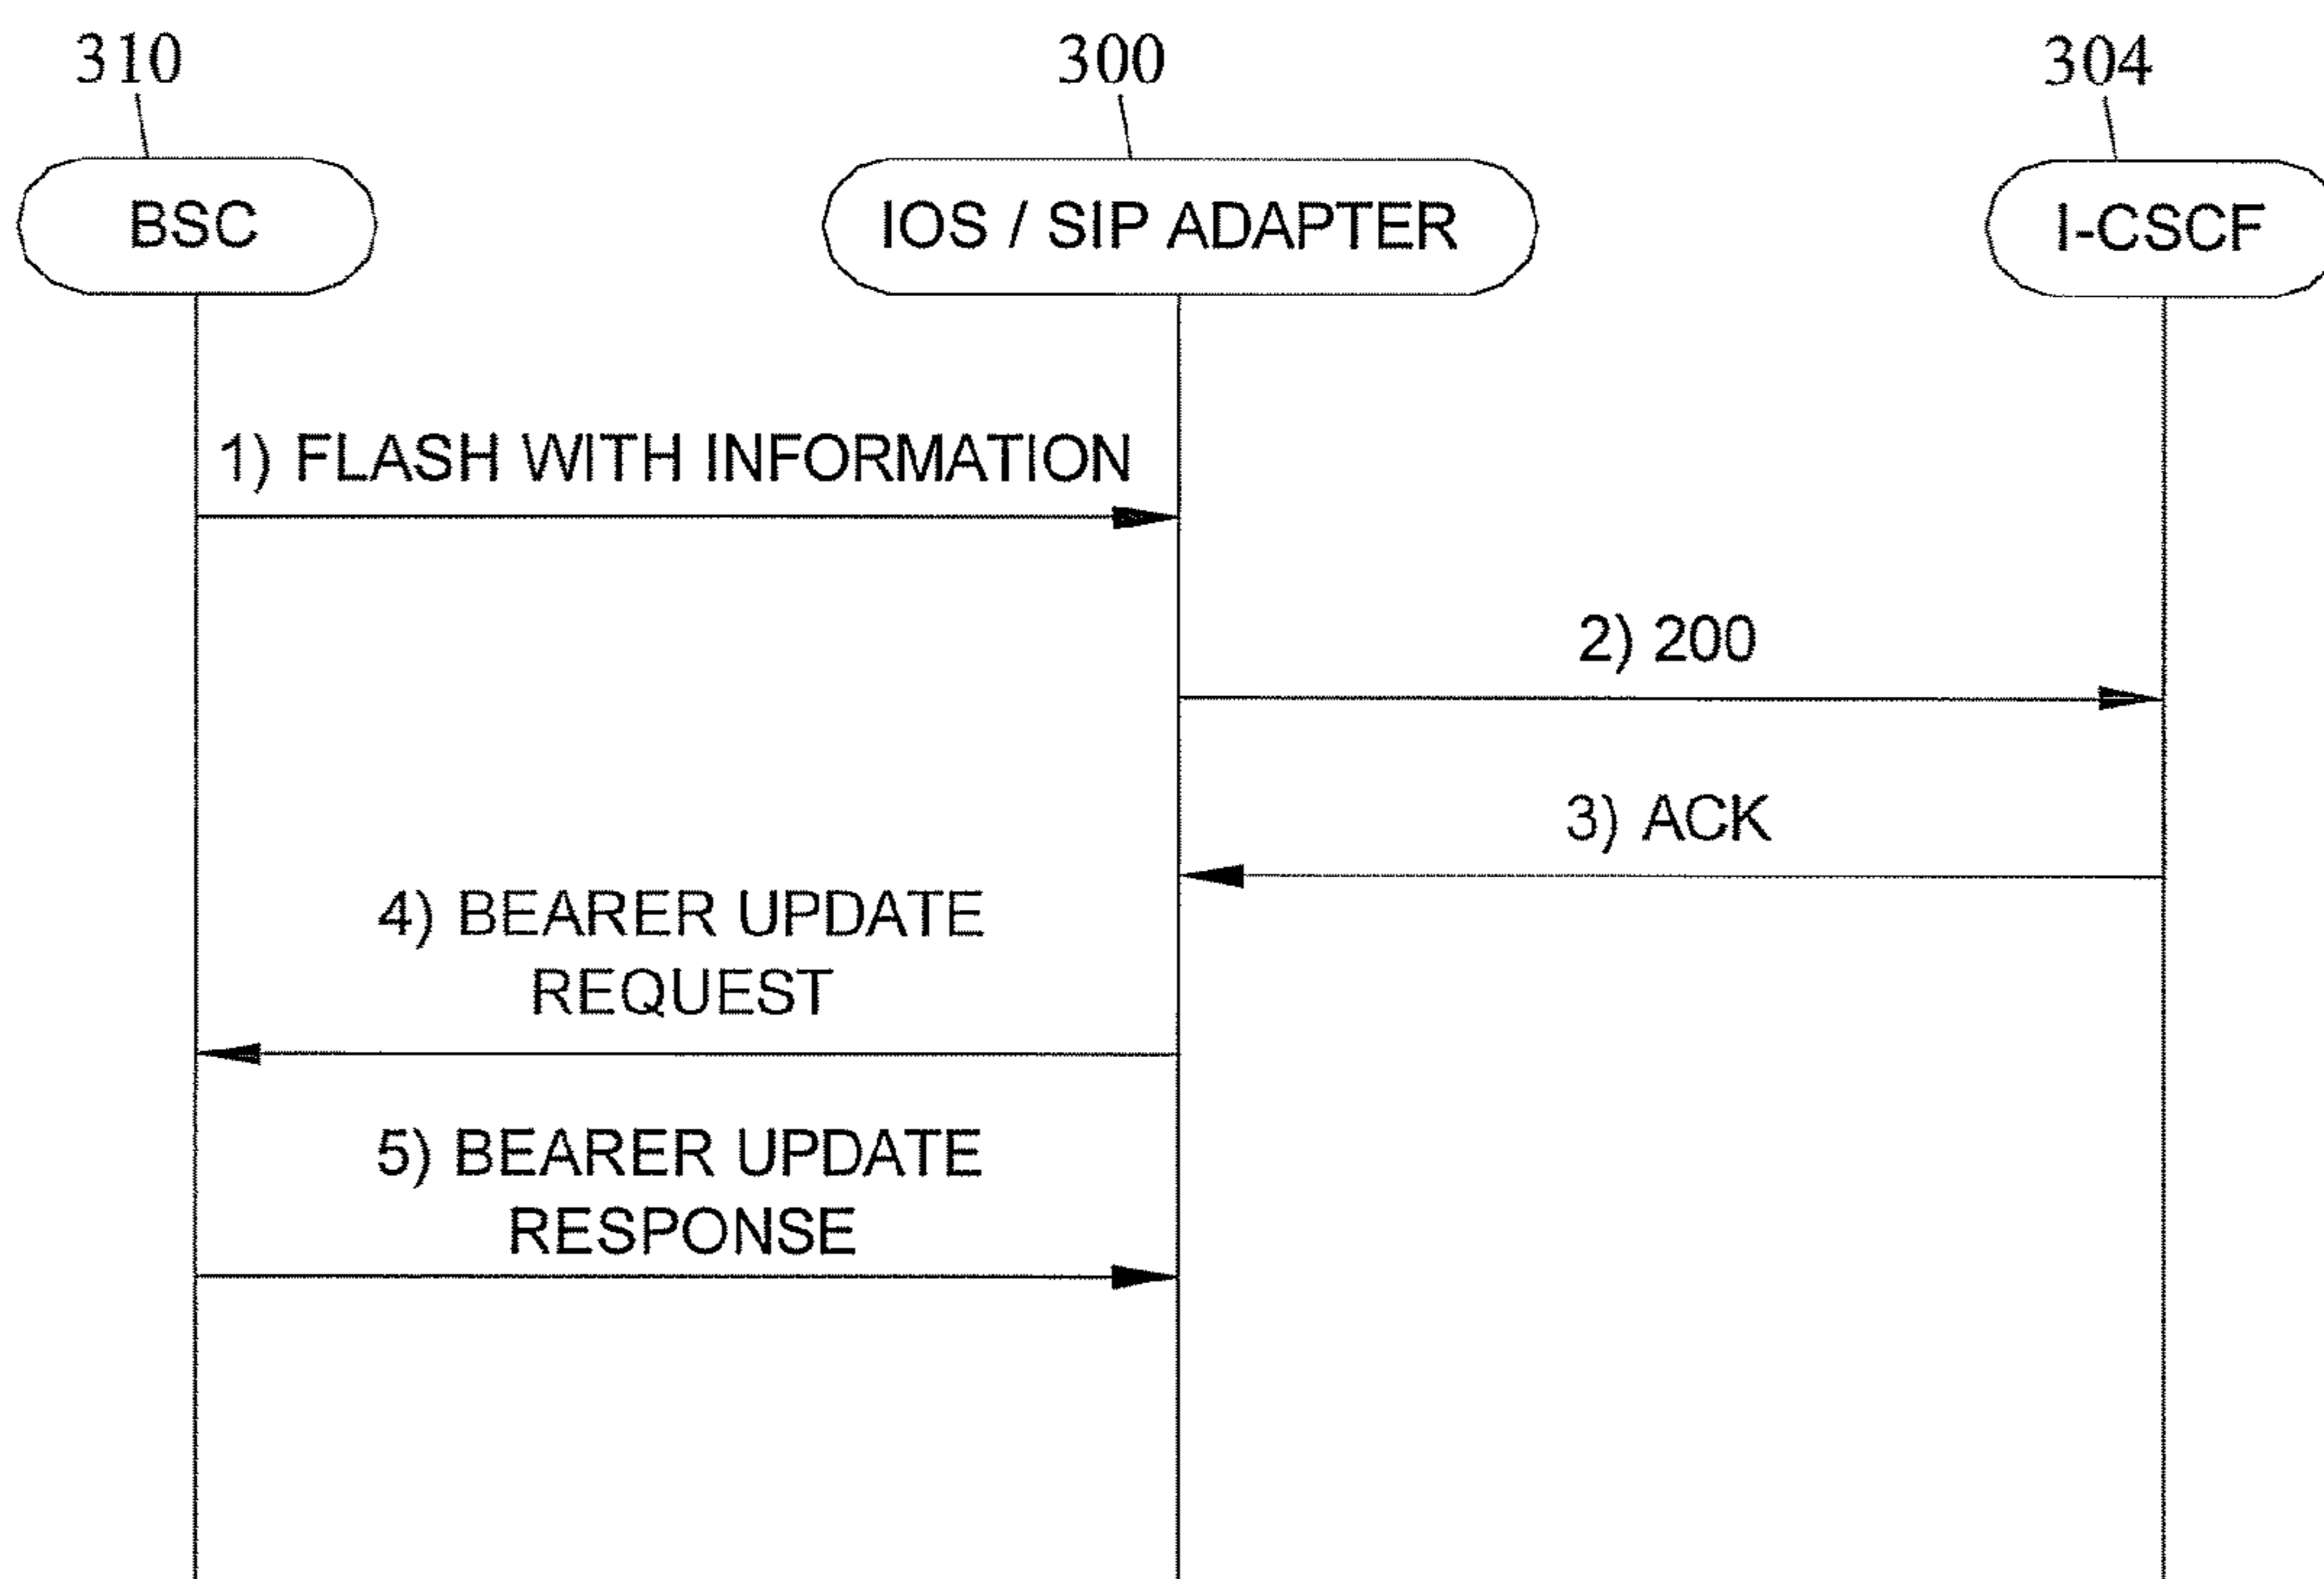 310
300
304
BSC
IOS / SIP ADAPTER
I-CSCF
1) FLASH WITH INFORMATION
2) 200
3) ACK
4) BEARER UPDATE
REQUEST
5) BEARER UPDATE
RESPONSE